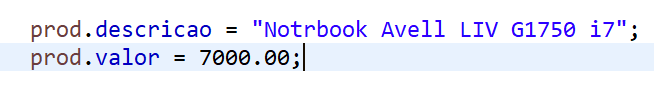 prod.descricao = "Notrbook Avell LIV G1750 i7";
prod.valor = 7000.00;